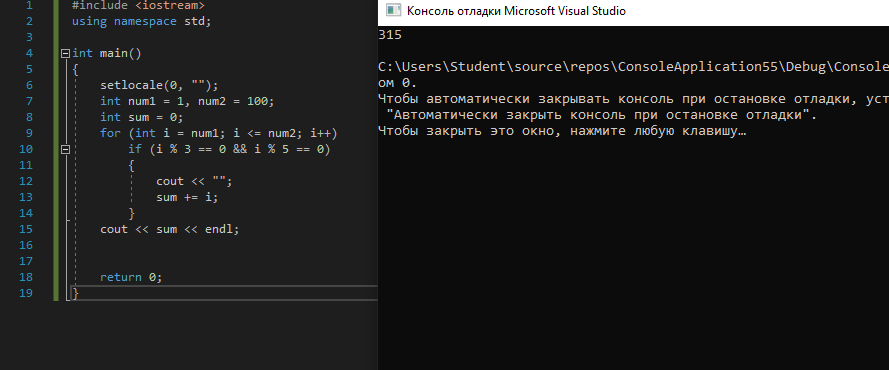 1 #include <iostream>
2 using namespace std;
3
4 int main()
5 {
6 setlocale(0, "");
7 int num1 = 1, num2 = 100;
8 int sum = 0;
9 for (int i = num1; i <= num2; i++)
10 if (i % 3 == 0 && i % 5 == 0)
11 {
12 cout << "";
13 sum += i;
14 }
15 cout << sum << endl;
16
17
18 return 0;
19 }
Консоль отладки Microsoft Visual Studio
315
C:\Users\Student\source\repos\ConsoleApplication55\Debug\Console
ом 0.
Чтобы автоматически закрывать консоль при остановке отладки, уст
"Автоматически закрыть консоль при остановке отладки".
Чтобы закрыть это окно, нажмите любую клавишу…